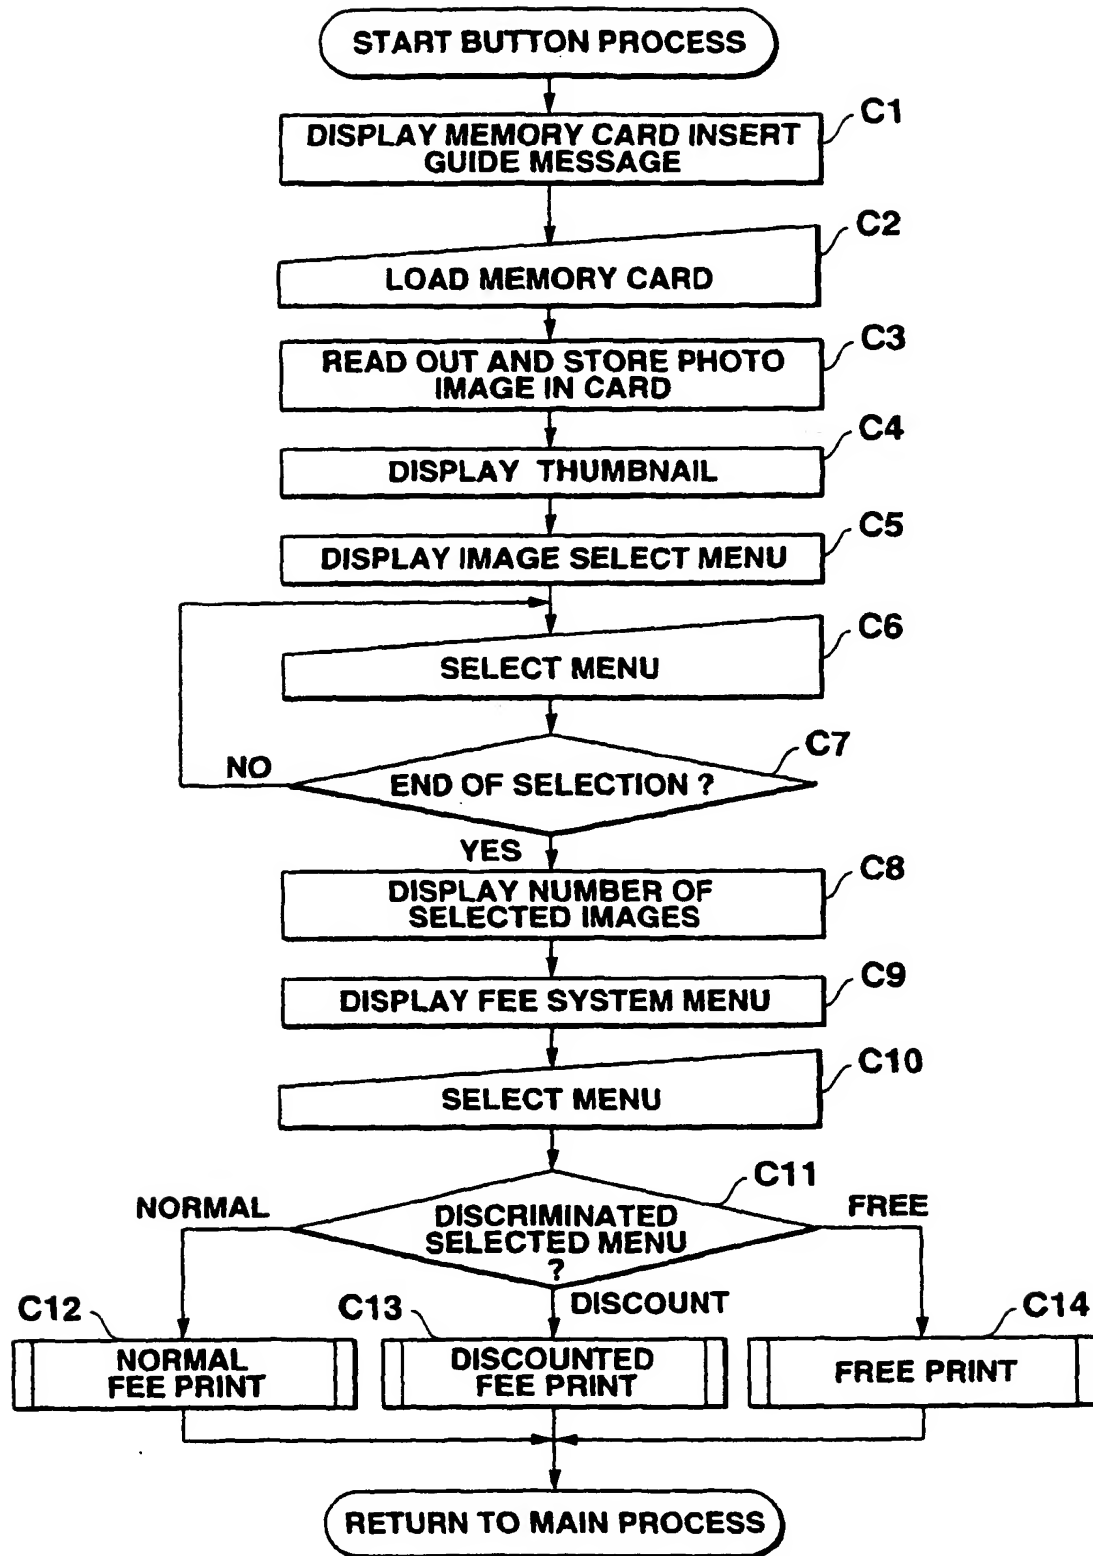 START BUTTON PROCESS
C1
DISPLAY MEMORY CARD INSERT
GUIDE MESSAGE
C2
LOAD MEMORY CARD
C3
READ OUT AND STORE PHOTO
IMAGE IN CARD
C4
DISPLAY THUMBNAIL
C5
DISPLAY IMAGE SELECT MENU
C6
SELECT MENU
C7
NO
END OF SELECTION ?
YES
C8
DISPLAY NUMBER OF
SELECTED IMAGES
C9
DISPLAY FEE SYSTEM MENU
C10
SELECT MENU
C11
NORMAL
FREE
DISCRIMINATED
SELECTED MENU
?
DISCOUNT
C12
C13
C14
NORMAL
FEE PRINT
DISCOUNTED
FEE PRINT
FREE PRINT
RETURN TO MAIN PROCESS